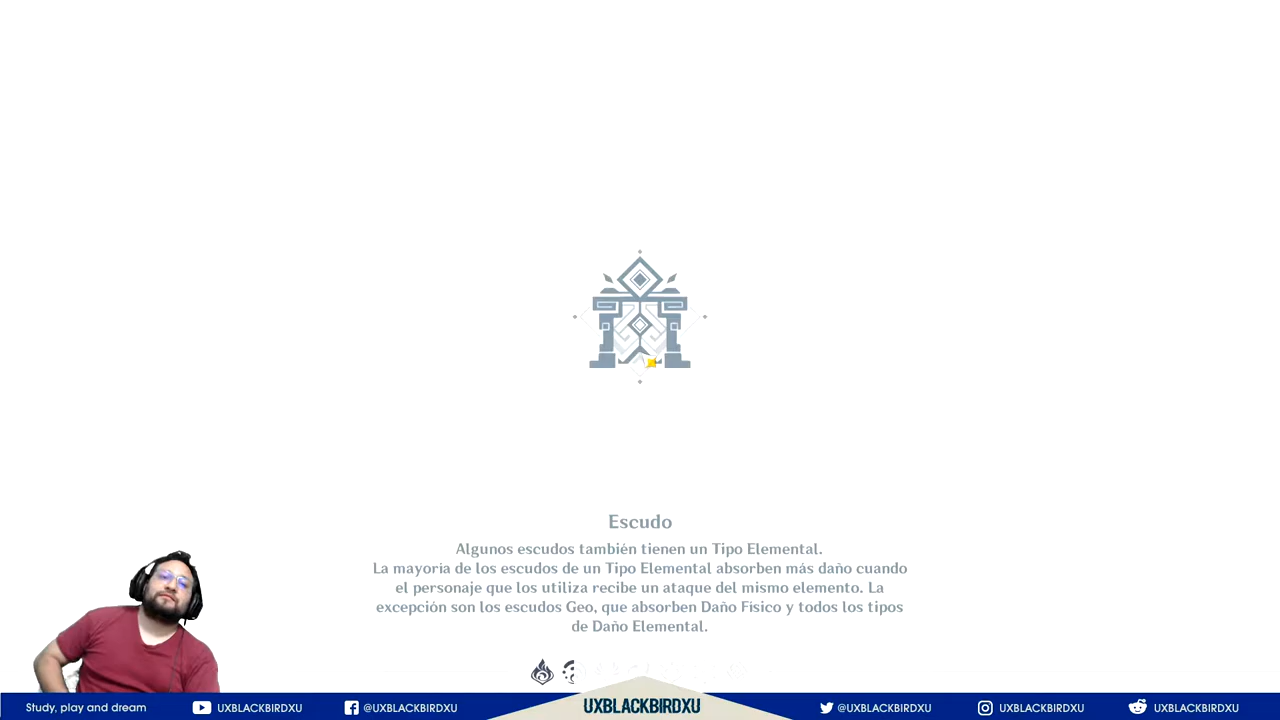 Escudo
Algunos escudos también tienen un Tipo Elemental.
La mayoría de los escudos de un Tipo Elemental absorben más daño cuando
el personaje que los utiliza recibe un ataque del mismo elemento. La
excepción son los escudos Geo, que absorben Daño Físico y todos los tipos
de Daño Elemental.
Study, play and dream
UXBLACKBIRDXU
@UXBLACKBIRDXU
UXBLACKBIRDXU
@UXBLACKBIRDXU
UXBLACKBIRDXU
UXBLACKBIRDXU